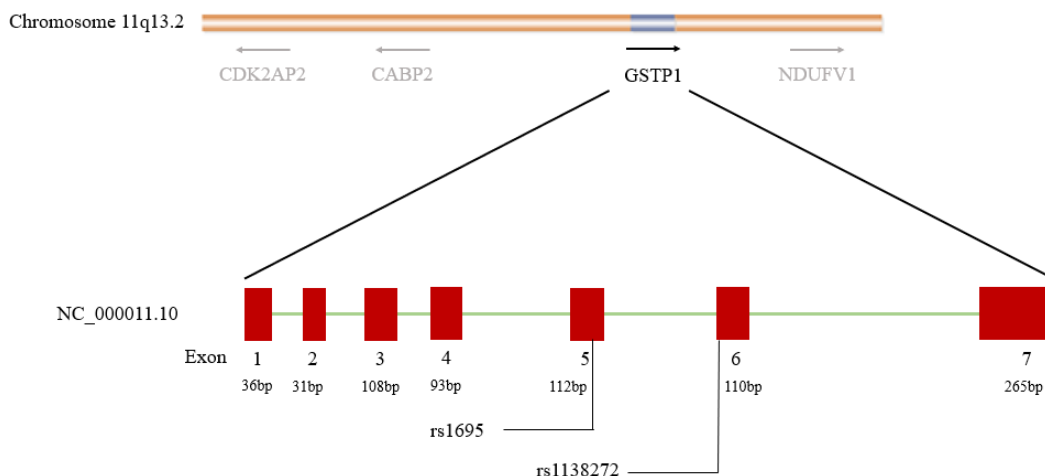 Chromosome 11q13.2
CDK2AP2 CABP2 GSTP1 NDUFV1
NC_000011.10
Exon 1 2 3 4 5 6 7
36bp 31bp 108bp 93bp 112bp 110bp 265bp
rs1695
rs1138272